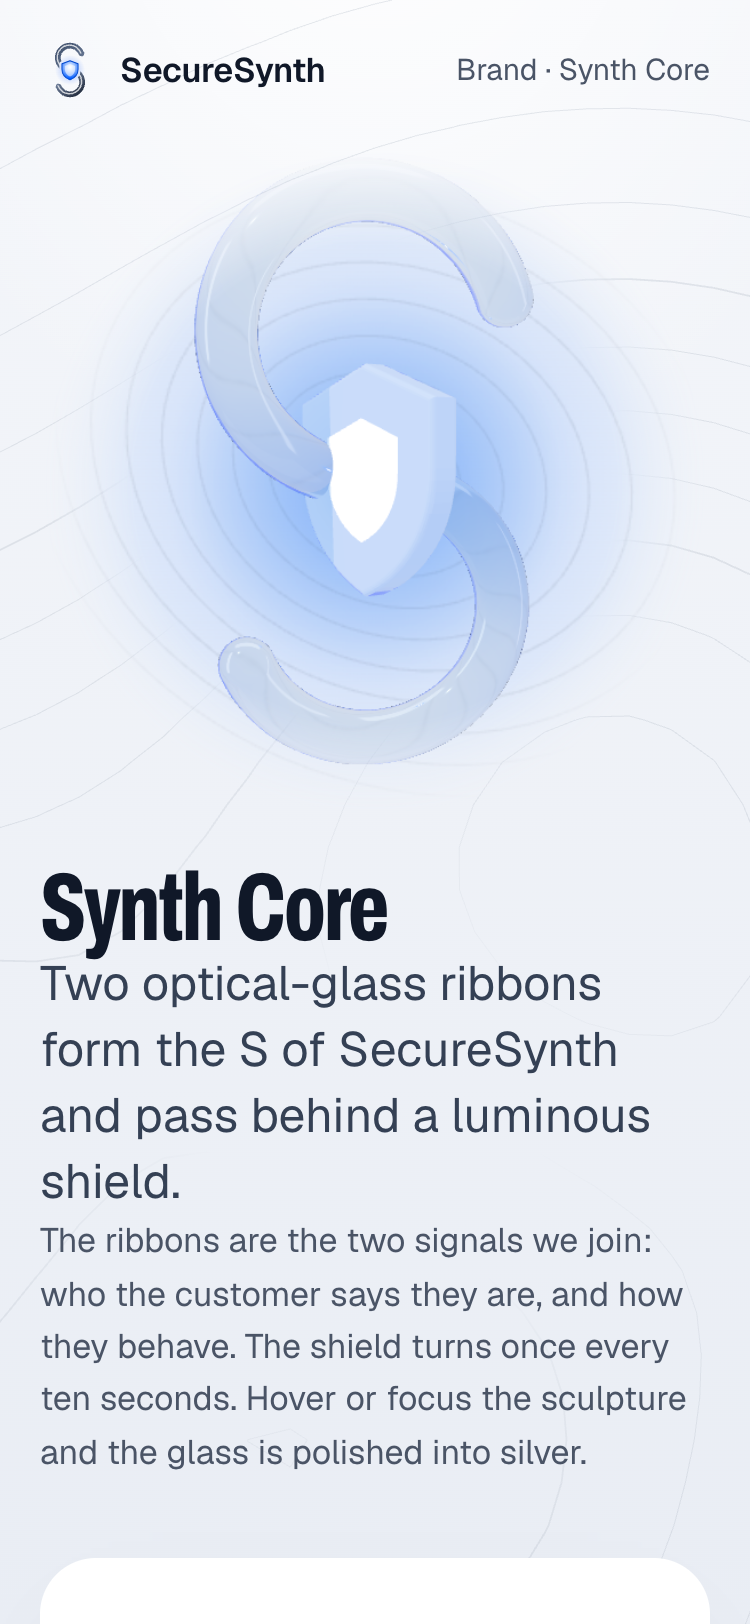 SecureSynth
Brand · Synth Core
Synth Core
Two optical-glass ribbons
form the S of SecureSynth
and pass behind a luminous
shield.
The ribbons are the two signals we join:
who the customer says they are, and how
they behave. The shield turns once every
ten seconds. Hover or focus the sculpture
and the glass is polished into silver.